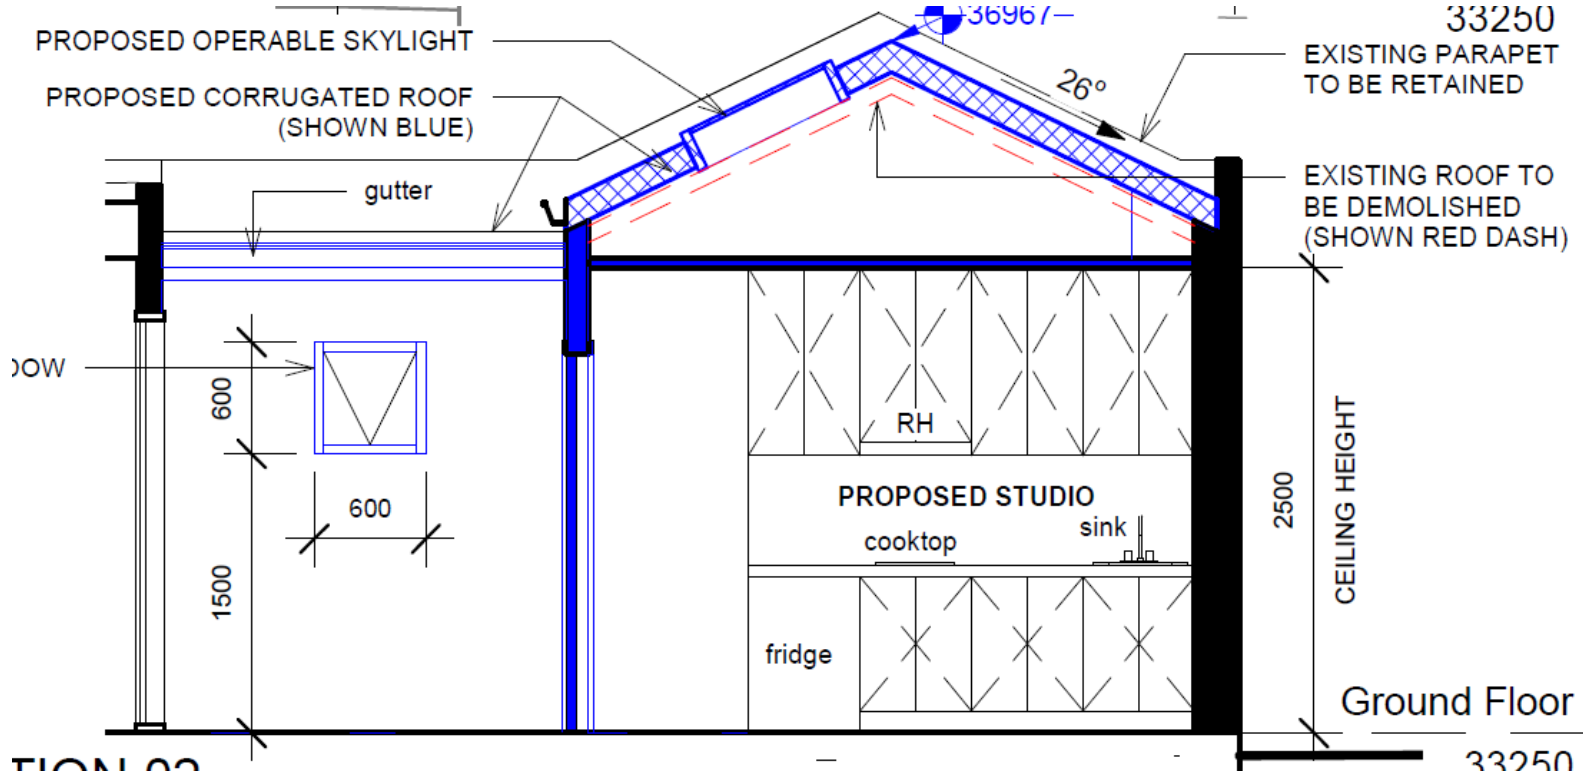 36967
33250
PROPOSED OPERABLE SKYLIGHT
EXISTING PARAPET
TO BE RETAINED
PROPOSED CORRUGATED ROOF
(SHOWN BLUE)
26°
gutter
EXISTING ROOF TO
BE DEMOLISHED
(SHOWN RED DASH)
OW
600
600
1500
RH
PROPOSED STUDIO
cooktop
sink
fridge
2500
CEILING HEIGHT
Ground Floor
33250